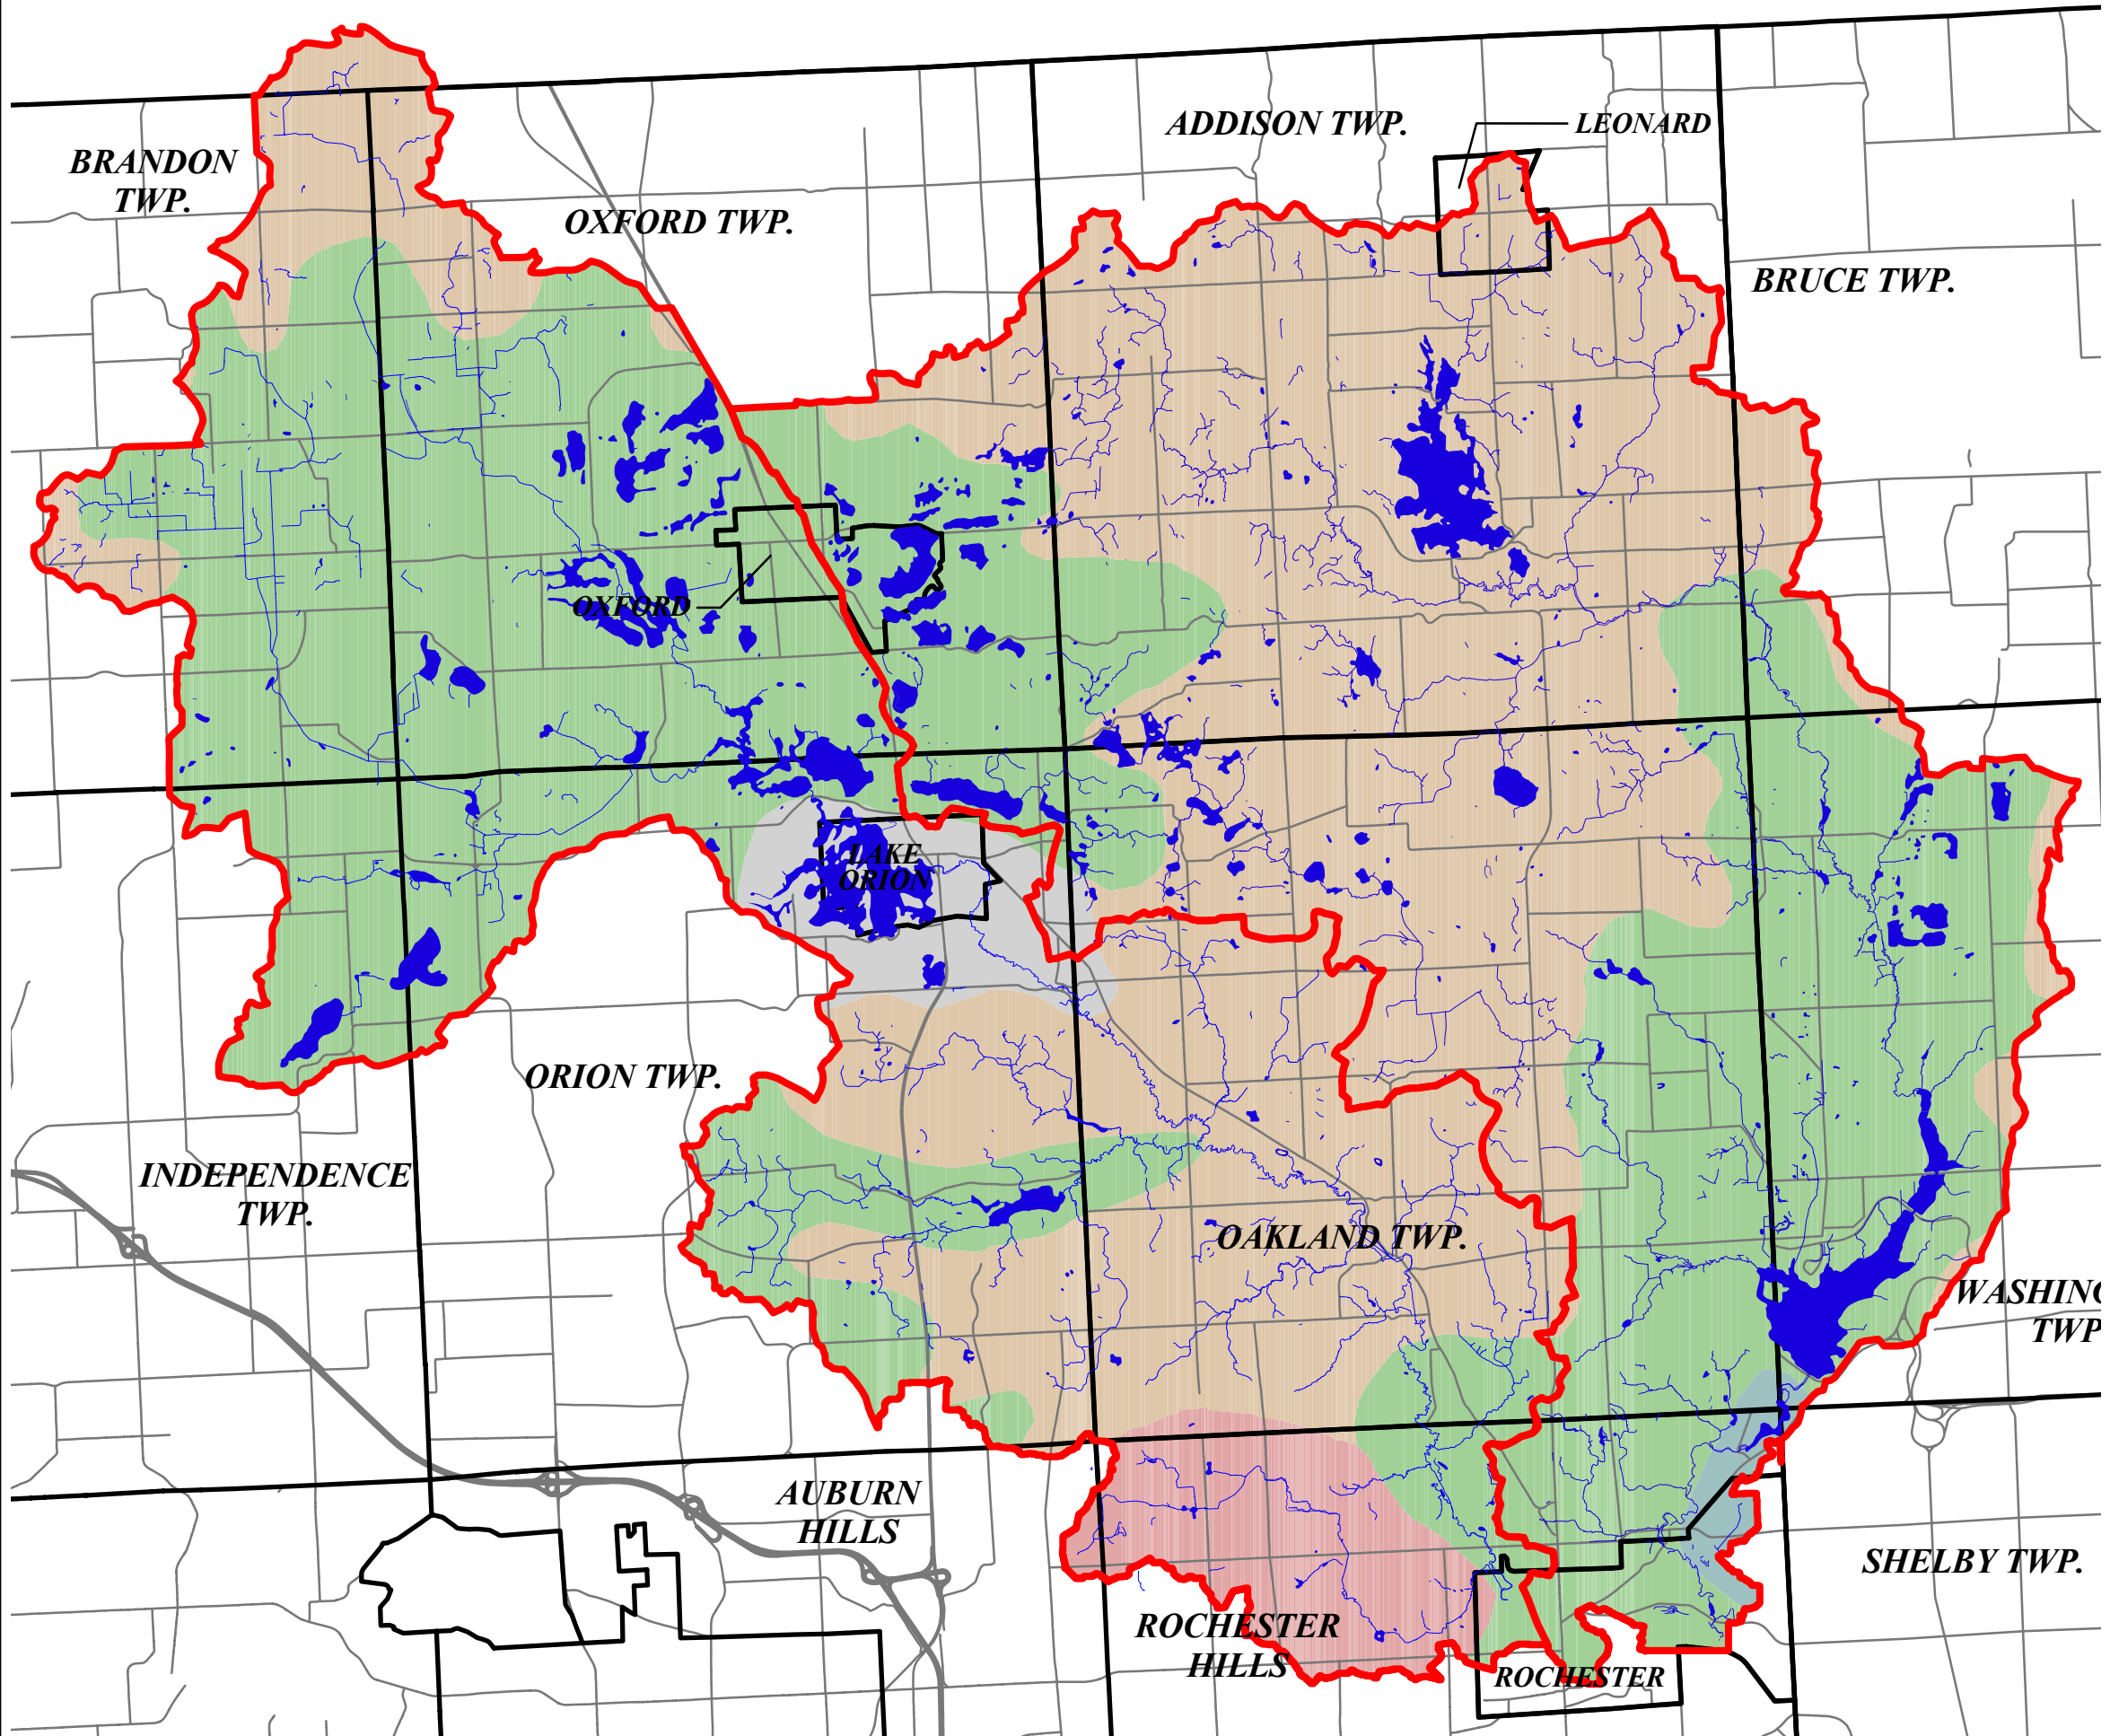 ADDISON TWP.
LEONARD
BRANDON
TWP.
OXFORD TWP.
BRUCE TWP.
OXFORD
LAKE
ORION
ORION TWP.
INDEPENDENCE
TWP.
OAKLAND TWP.
WASHING
TWP
AUBURN
HILLS
SHELBY TWP.
ROCHESTER
HILLS
ROCHESTER